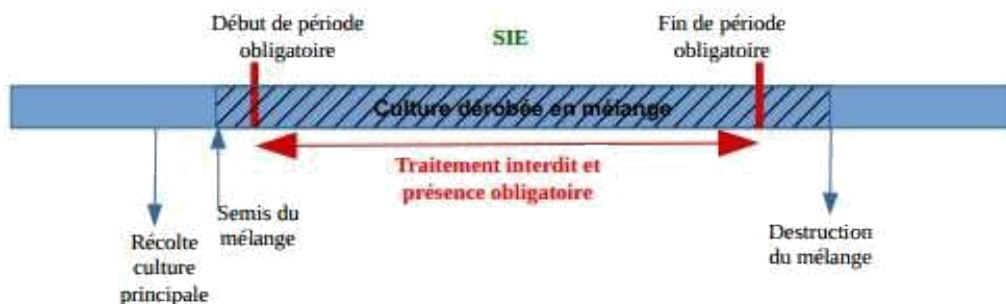 Début de période
obligatoire
SIE
Fin de période
obligatoire
Culture dérobée en mélange
Traitement interdit et
présence obligatoire
Semis du
mélange
Récolte
culture
principale
Destruction
du mélange